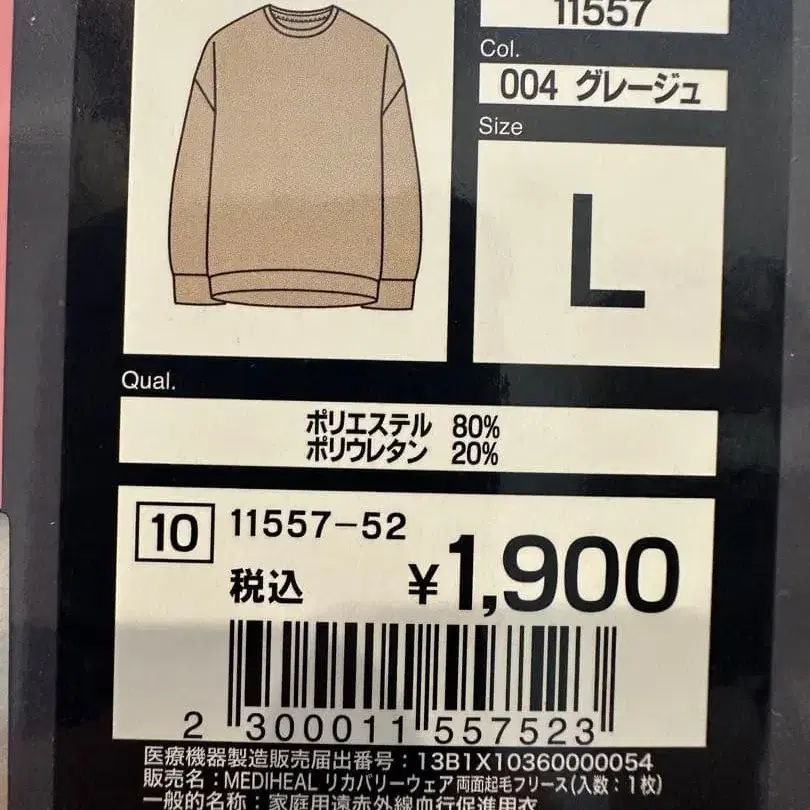 11557
Col.
004 グレージュ
Size
L
Qual.
ポリエステル 80%
ポリウレタン 20%
10 11557-52
税込 ¥1,900
2 300011 557523
医療機器製造販売届出番号：13B1X10360000054
販売名：MEDIHEAL リカバリーウェア両面起毛フリース(入数：1枚)
一般的名称：家庭用遠赤外線血行促進用衣